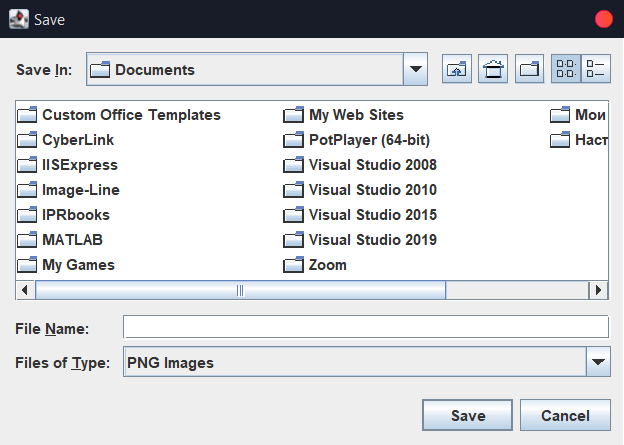 Save
Save In: Documents
Custom Office Templates
CyberLink
IISExpress
Image-Line
IPRbooks
MATLAB
My Games
My Web Sites
PotPlayer (64-bit)
Visual Studio 2008
Visual Studio 2010
Visual Studio 2015
Visual Studio 2019
Zoom
Мои
Наст
File Name:
Files of Type: PNG Images
Save Cancel